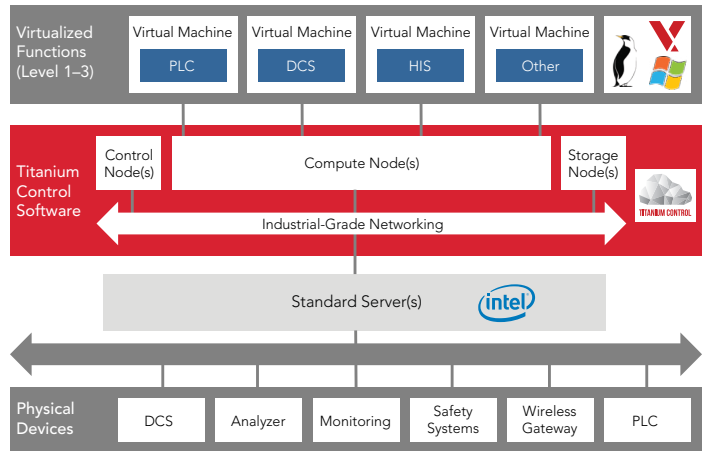 Virtualized
Functions
(Level 1–3)
Virtual Machine
PLC
Virtual Machine
DCS
Virtual Machine
HIS
Virtual Machine
Other
Titanium
Control
Software
Control
Node(s)
Compute Node(s)
Storage
Node(s)
TITANIUM CONTROL
Industrial-Grade Networking
Standard Server(s)
intel
Physical
Devices
DCS
Analyzer
Monitoring
Safety
Systems
Wireless
Gateway
PLC